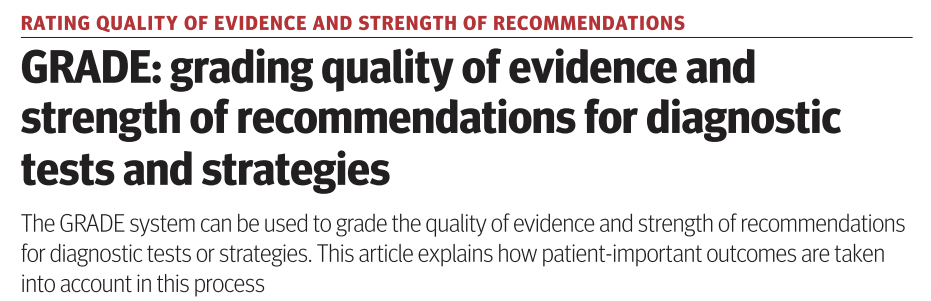 RATING QUALITY OF EVIDENCE AND STRENGTH OF RECOMMENDATIONS
GRADE: grading quality of evidence and
strength of recommendations for diagnostic
tests and strategies
The GRADE system can be used to grade the quality of evidence and strength of recommendations
for diagnostic tests or strategies. This article explains how patient-important outcomes are taken
into account in this process